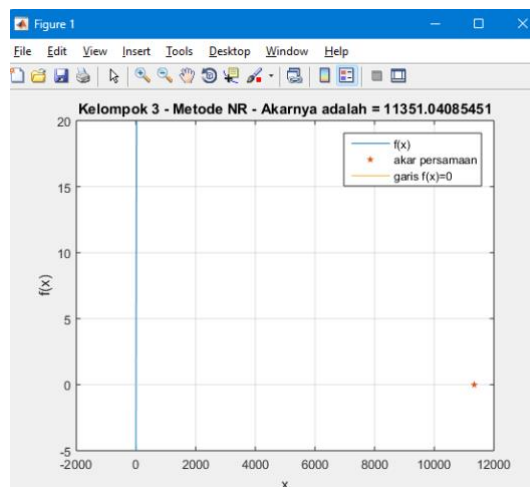 Figure 1
File Edit View Insert Tools Desktop Window Help
Kelompok 3 - Metode NR - Akarnya adalah = 11351.04085451
f(x)
akar persamaan
garis f(x)=0
20
15
10
5
0
-5
f(x)
-2000 0 2000 4000 6000 8000 10000 12000
x